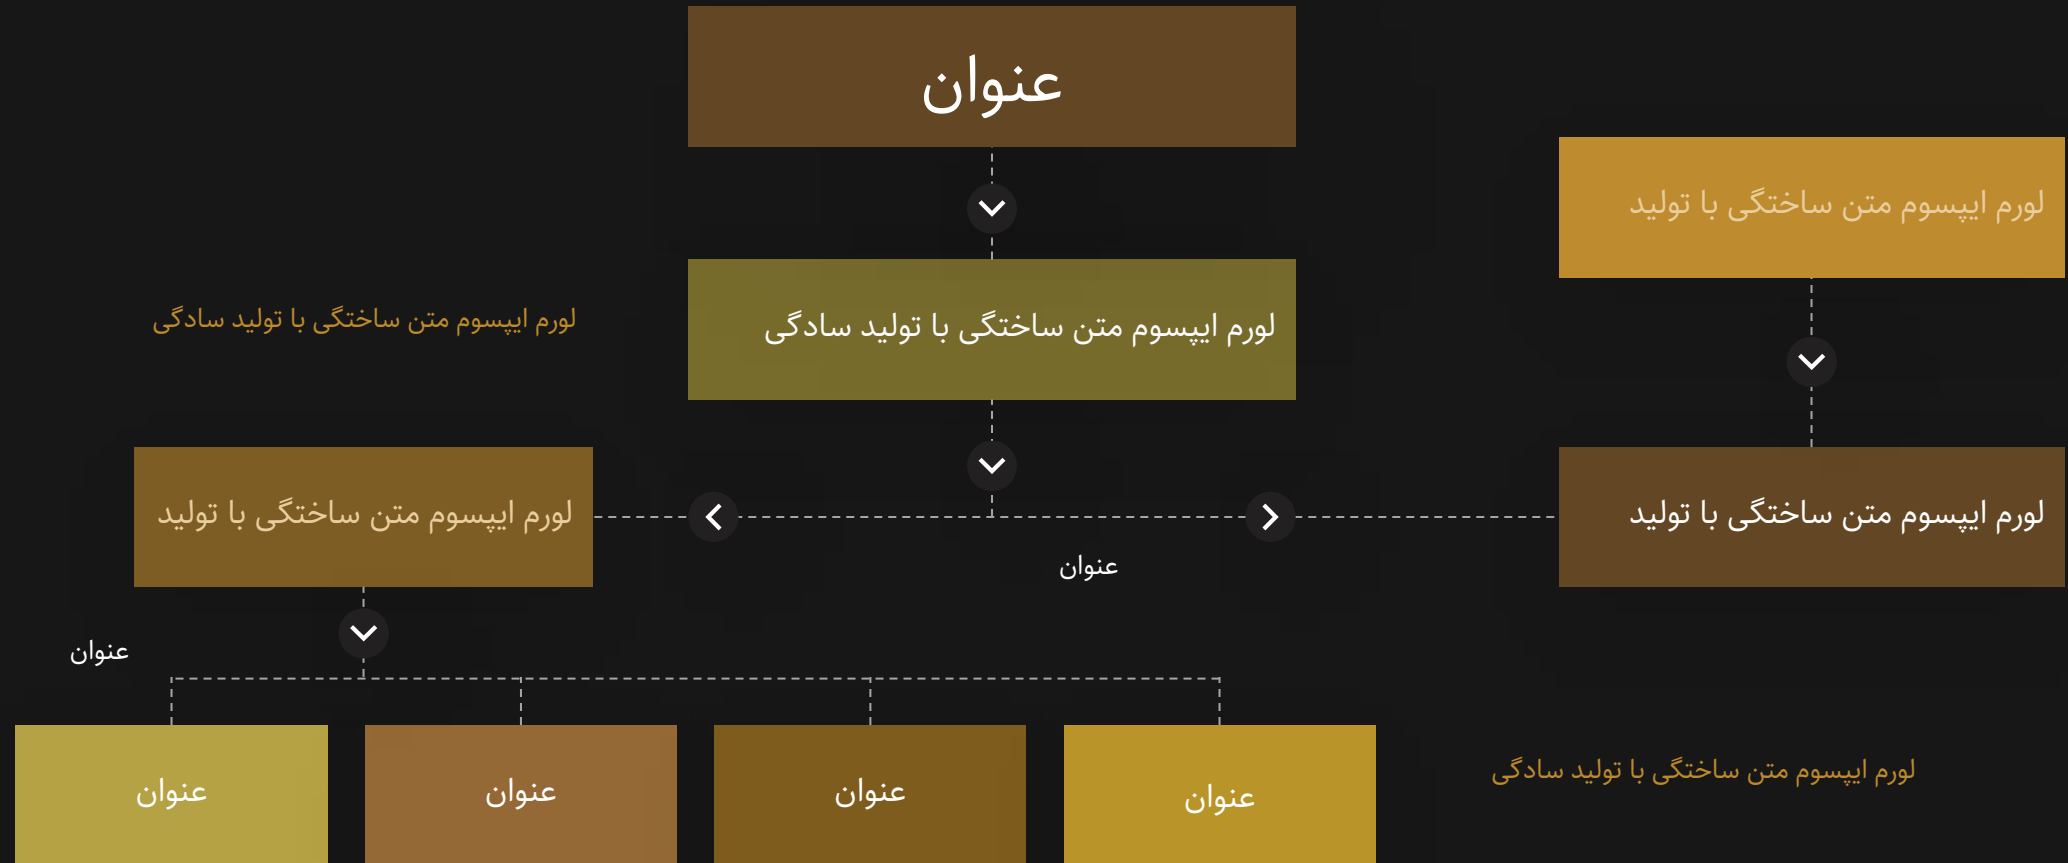 عنوان
لورم ایپسوم متن ساختگی با تولید
لورم ایپسوم متن ساختگی با تولید سادگی
لورم ایپسوم متن ساختگی با تولید سادگی
لورم ایپسوم متن ساختگی با تولید
لورم ایپسوم متن ساختگی با تولید
عنوان
عنوان
لورم ایپسوم متن ساختگی با تولید سادگی
عنوان
عنوان
عنوان
عنوان